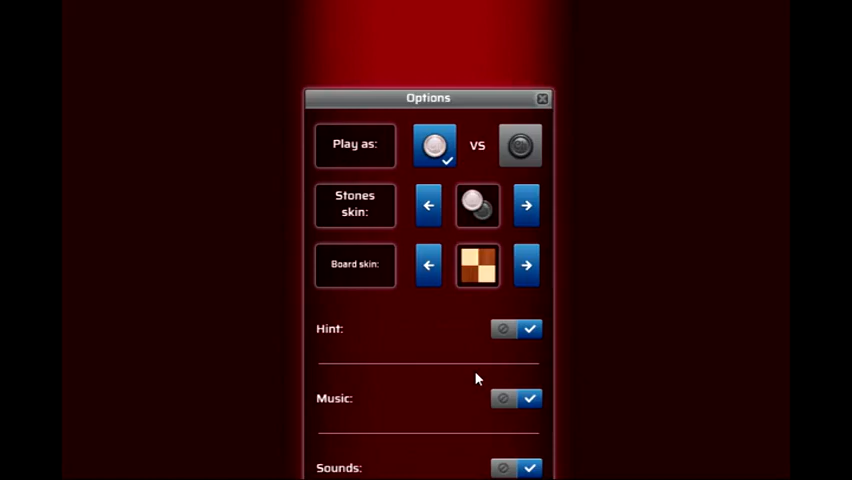 Options
Play as:
VS
Stones
skin:
Board skin:
Hint:
Music:
Sounds: